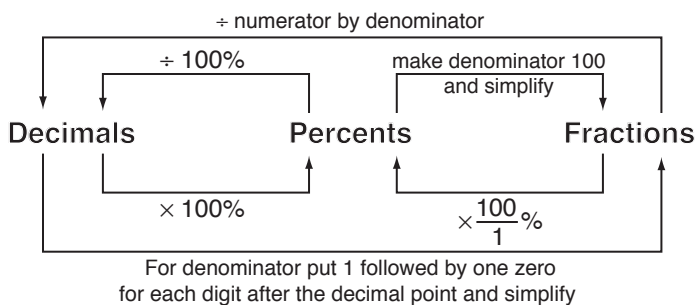 ÷ numerator by denominator
÷ 100%
make denominator 100
and simplify
Decimals Percents Fractions
× 100%
× 100/1 %
For denominator put 1 followed by one zero
for each digit after the decimal point and simplify